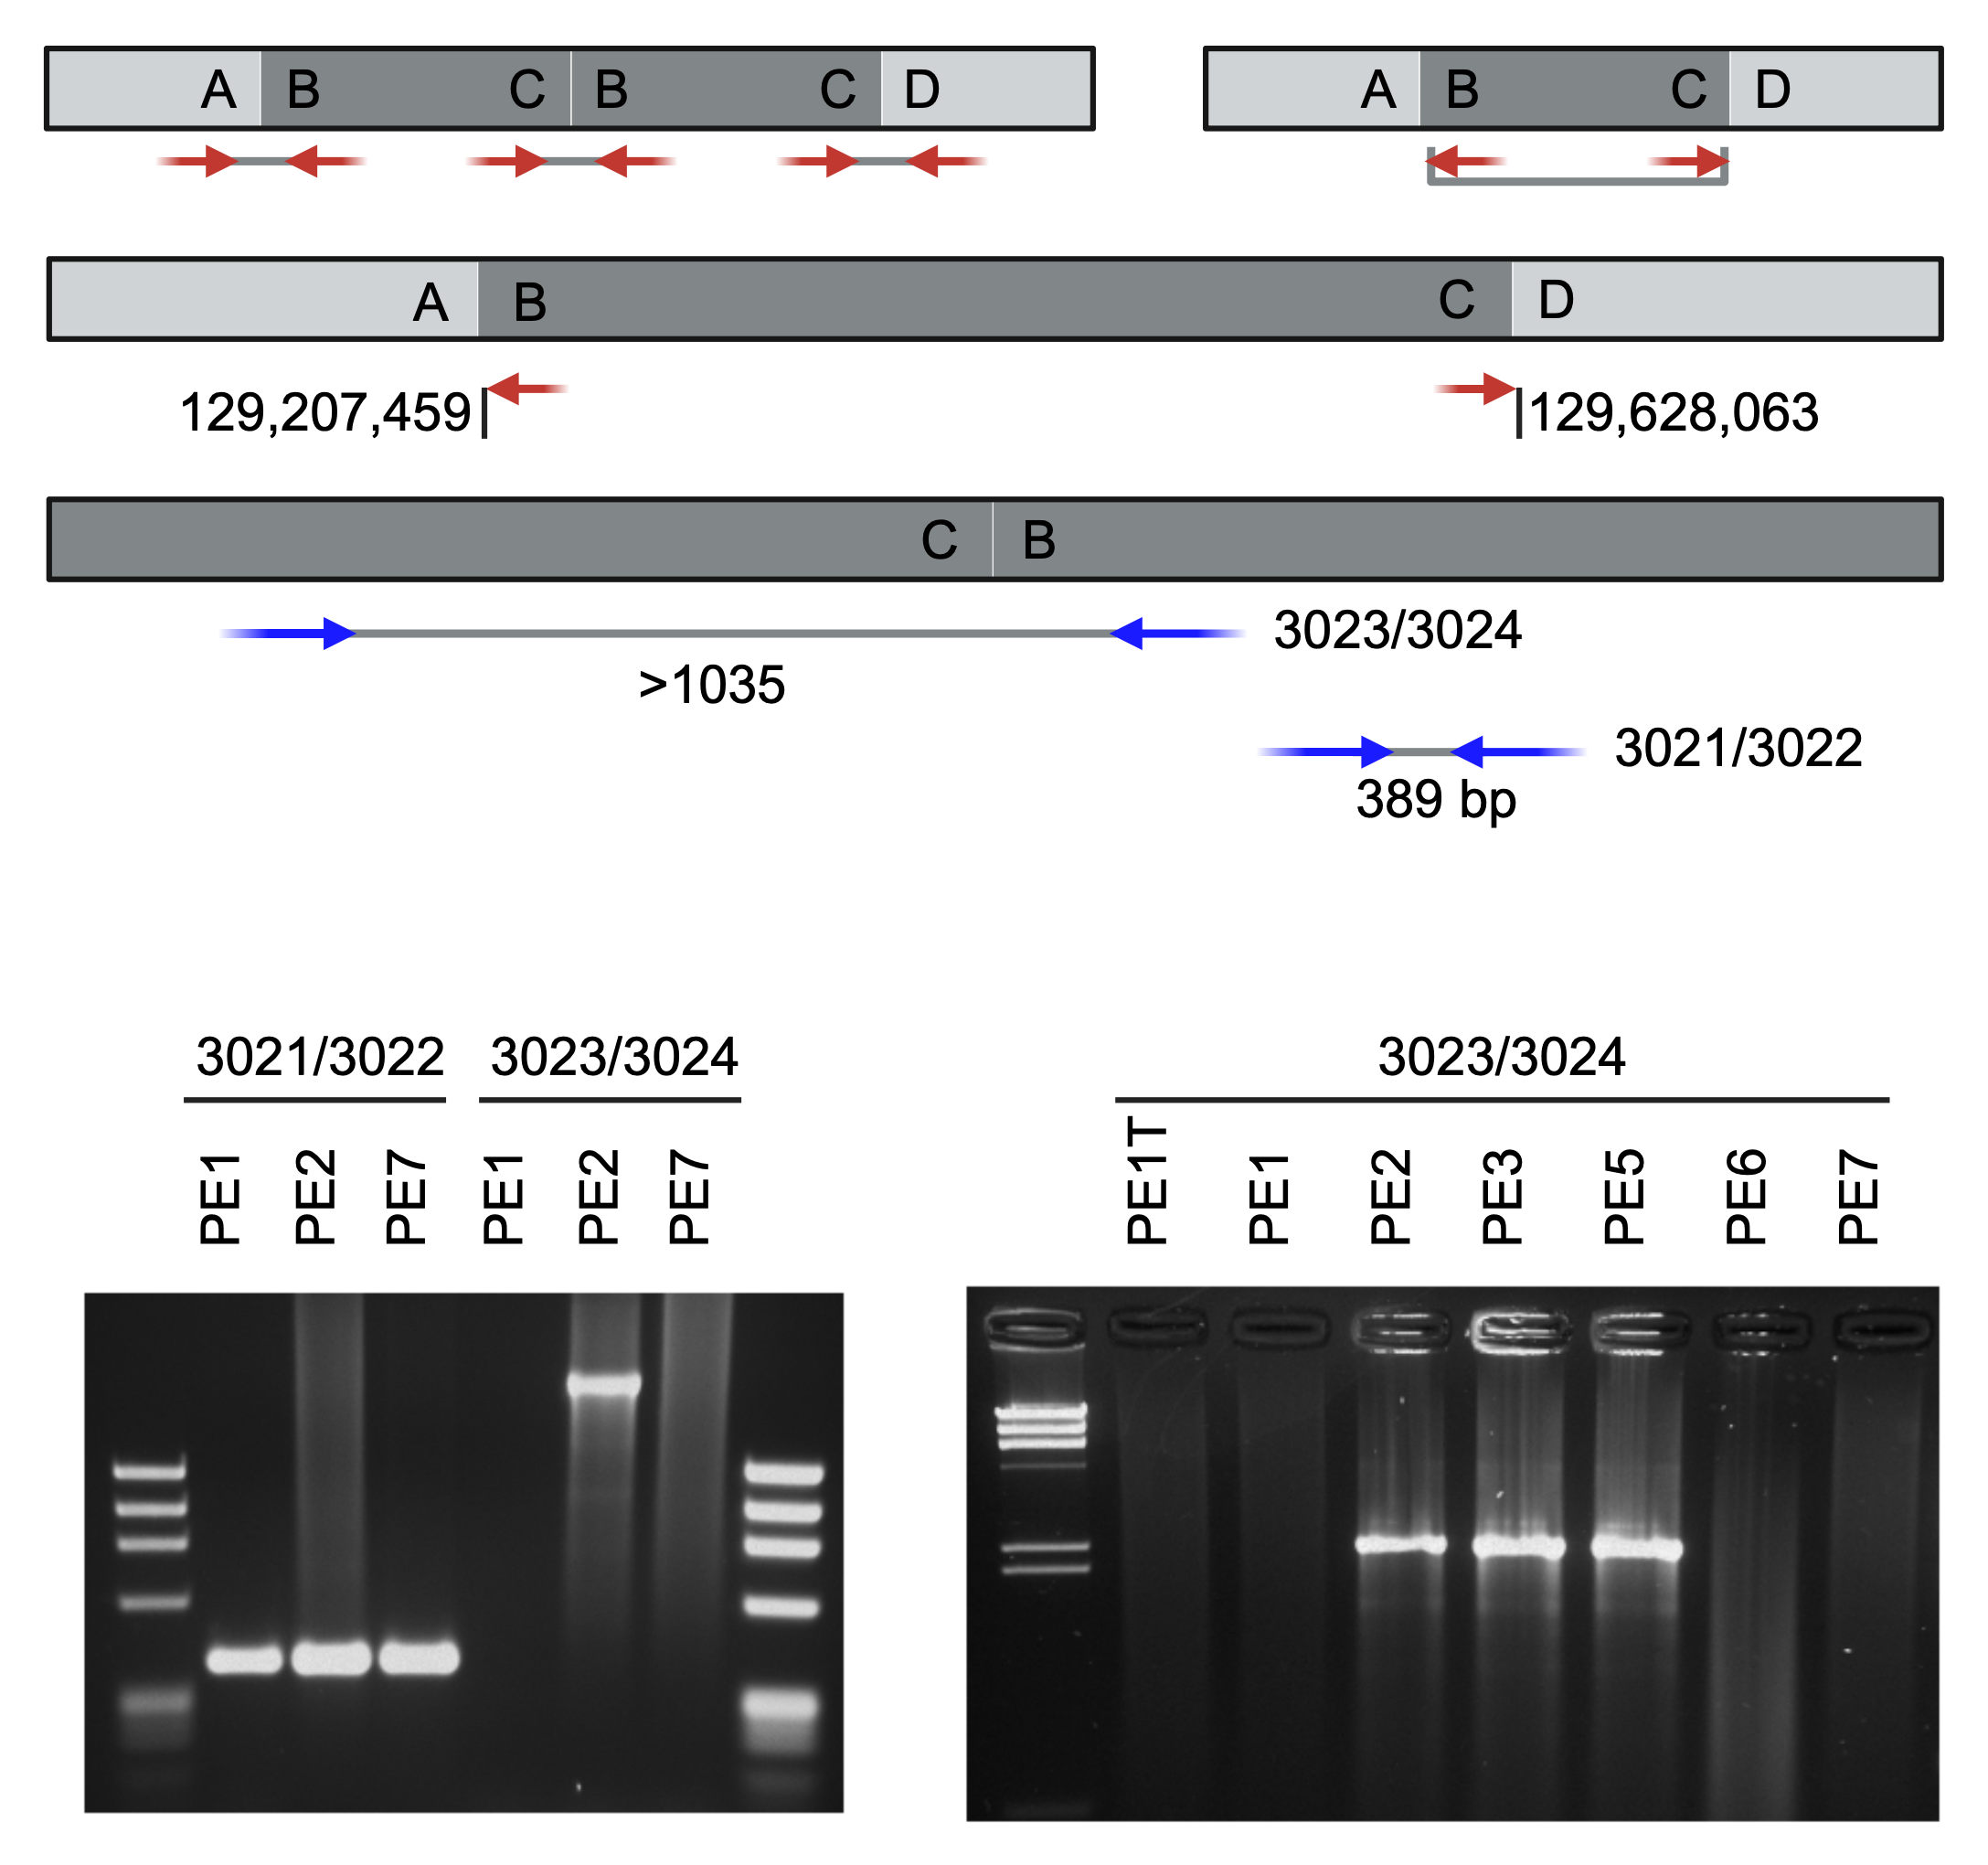 A B C B C D
A B C D
A B C D
129,207,459
129,628,063
C B
3023/3024
>1035
3021/3022
389 bp
3021/3022
3023/3024
PE1
PE2
PE7
PE1
PE2
PE7
3023/3024
PE1T
PE1
PE2
PE3
PE5
PE6
PE7